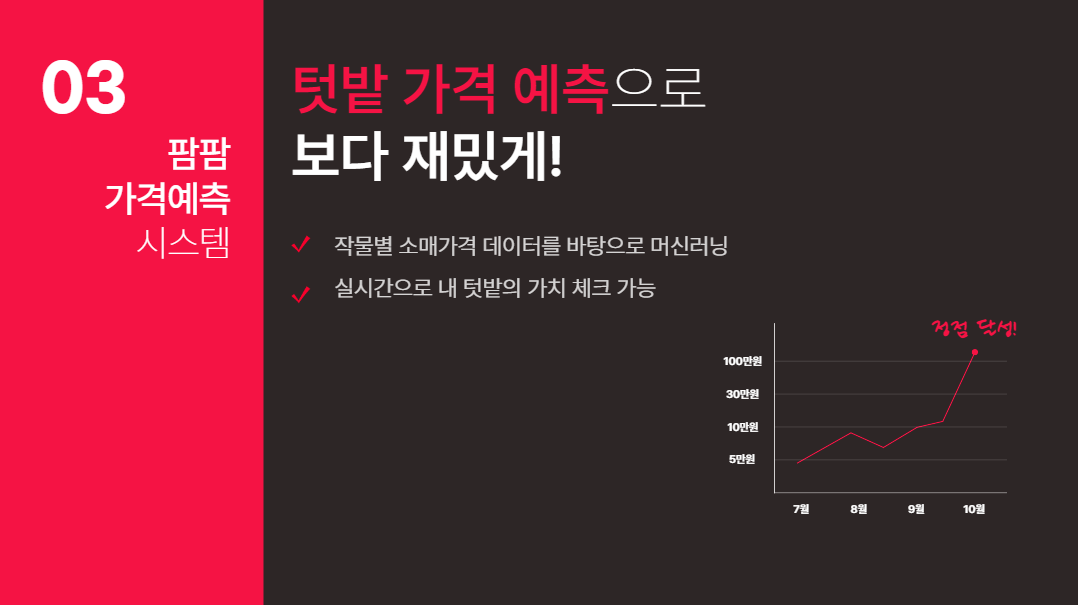 03
팜팜
가격예측
시스템
텃밭 가격 예측으로
보다 재밌게!
작물별 소매가격 데이터를 바탕으로 머신러닝
실시간으로 내 텃밭의 가치 체크 가능
정점 달성!
100만원
30만원
10만원
5만원
7월 8월 9월 10월